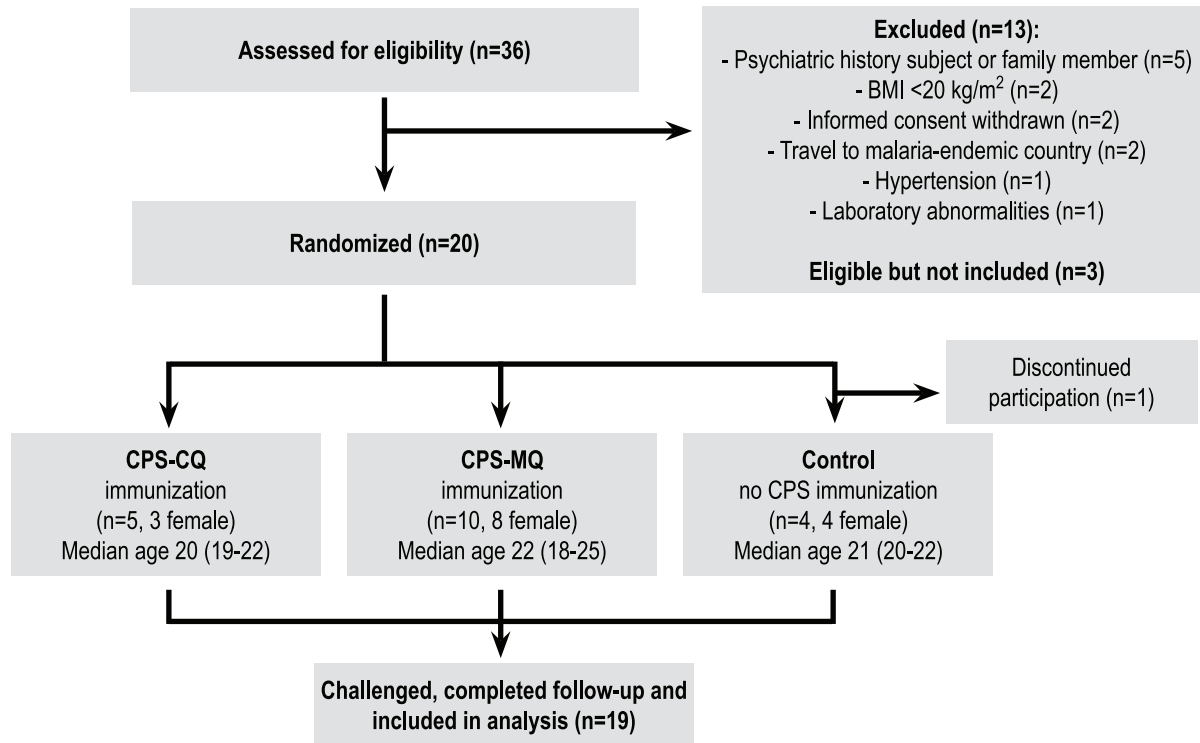 Assessed for eligibility (n=36)
Excluded (n=13):
- Psychiatric history subject or family member (n=5)
- BMI <20 kg/m² (n=2)
- Informed consent withdrawn (n=2)
- Travel to malaria-endemic country (n=2)
- Hypertension (n=1)
- Laboratory abnormalities (n=1)
Eligible but not included (n=3)
Randomized (n=20)
Discontinued
participation (n=1)
CPS-CQ
immunization
(n=5, 3 female)
Median age 20 (19-22)
CPS-MQ
immunization
(n=10, 8 female)
Median age 22 (18-25)
Control
no CPS immunization
(n=4, 4 female)
Median age 21 (20-22)
Challenged, completed follow-up and
included in analysis (n=19)